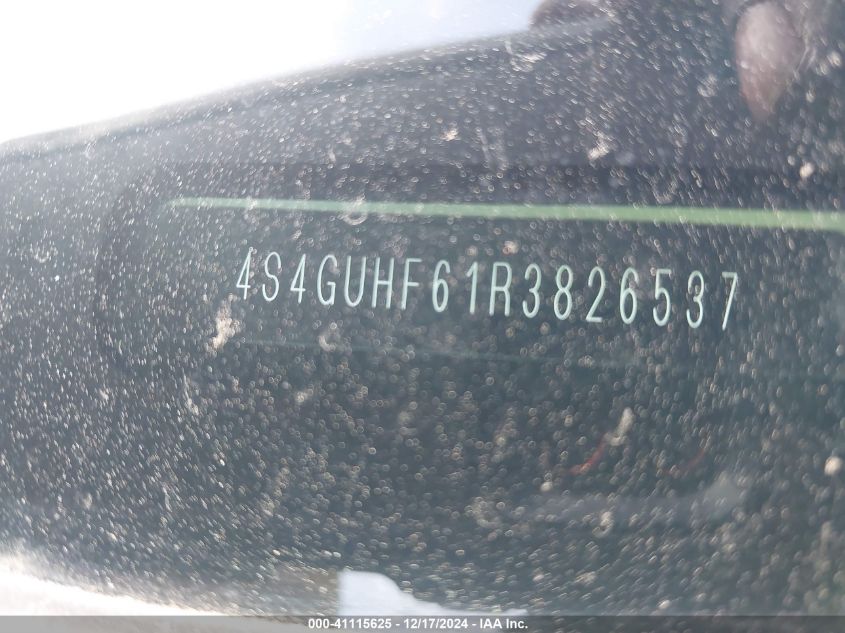 4S4GUHF61R3826537
000-41115625 - 12/17/2024 - IAA Inc.